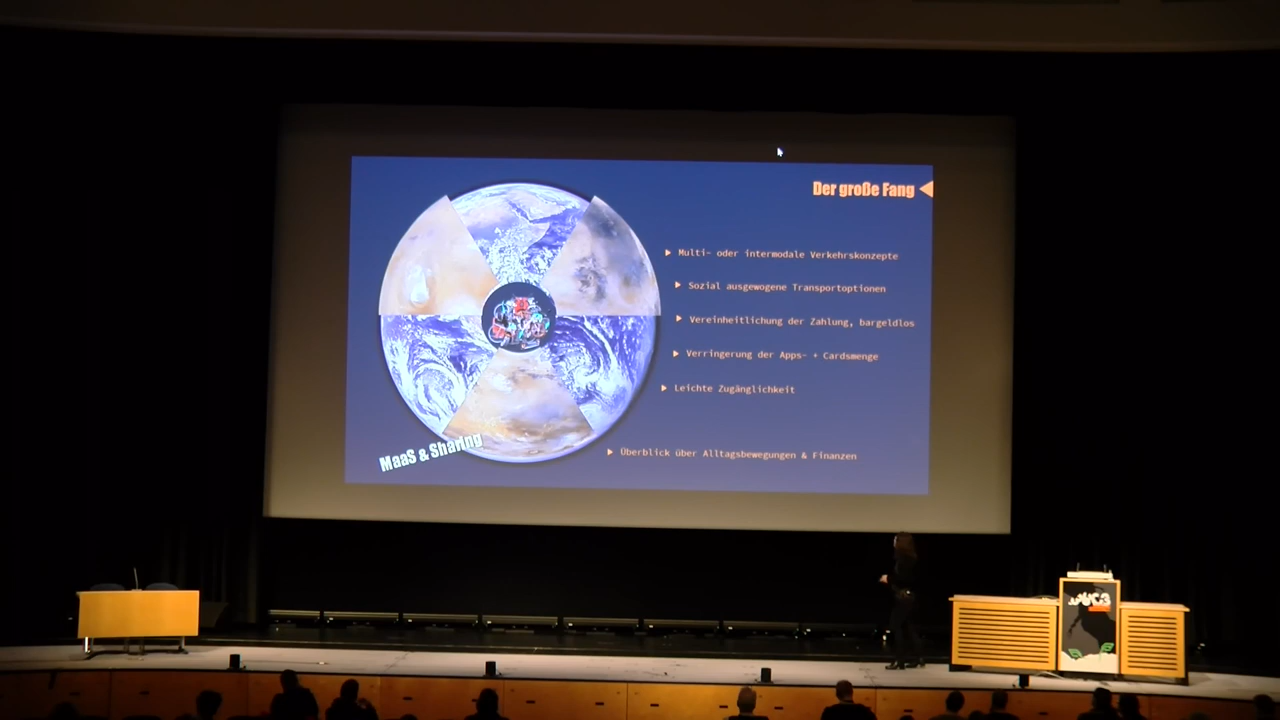 Der große Fang
Multi- oder intermodale Verkehrskonzepte
Sozial ausgewogene Transportoptionen
Vereinheitlichung der Zahlung, bargeldlos
Verringerung der Apps- + Cardsmenge
Leichte Zugänglichkeit
MaaS & Sharing
Überblick über Alltagsbewegungen & Finanzen